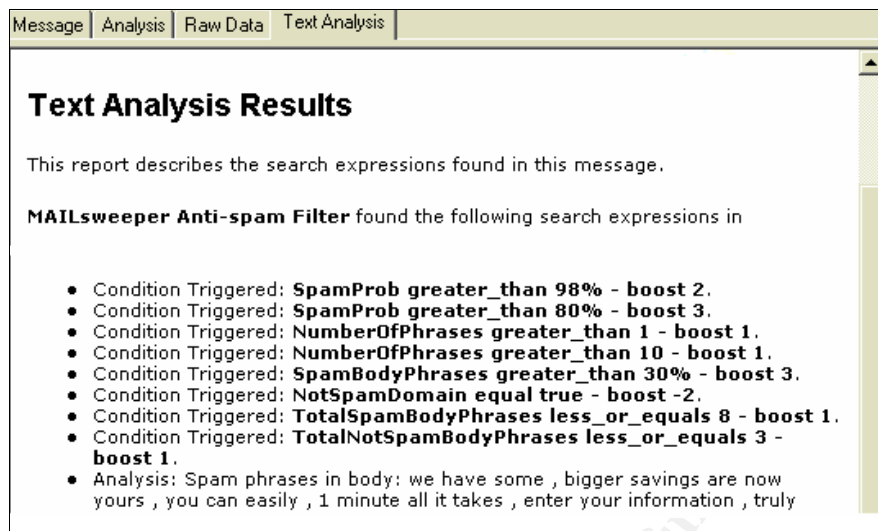 Message Analysis Raw Data Text Analysis
Text Analysis Results
This report describes the search expressions found in this message.
MAILsweeper Anti-spam Filter found the following search expressions in
• Condition Triggered: SpamProb greater_than 98% - boost 2.
• Condition Triggered: SpamProb greater_than 80% - boost 3.
• Condition Triggered: NumberOfPhrases greater_than 1 - boost 1.
• Condition Triggered: NumberOfPhrases greater_than 10 - boost 1.
• Condition Triggered: SpamBodyPhrases greater_than 30% - boost 3.
• Condition Triggered: NotSpamDomain equal true - boost -2.
• Condition Triggered: TotalSpamBodyPhrases less_or_equals 8 - boost 1.
• Condition Triggered: TotalNotSpamBodyPhrases less_or_equals 3 -
boost 1.
• Analysis: Spam phrases in body: we have some , bigger savings are now
yours , you can easily , 1 minute all it takes , enter your information , truly